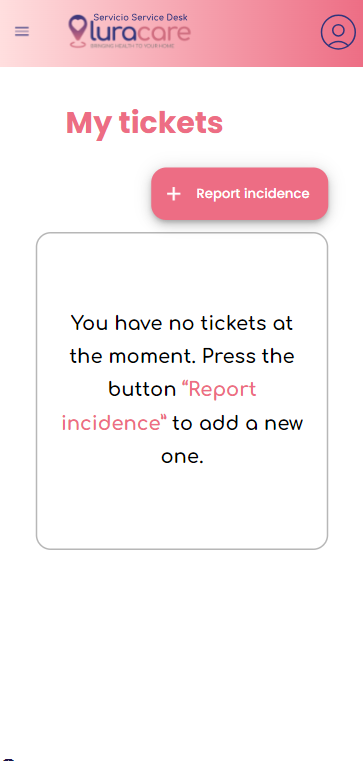 Servicio Service Desk
luracare
BRINGING HEALTH TO YOUR HOME
My tickets
Report incidence
You have no tickets at
the moment. Press the
button “Report
incidence” to add a new
one.